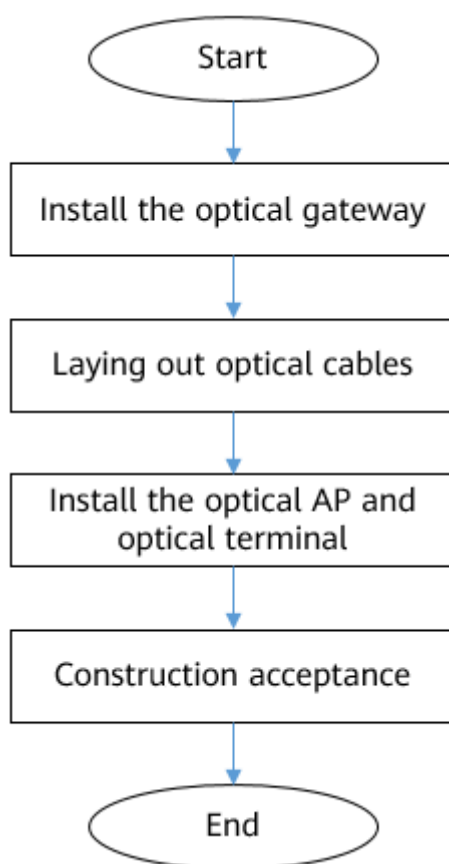 Start
Install the optical gateway
Laying out optical cables
Install the optical AP and
optical terminal
Construction acceptance
End